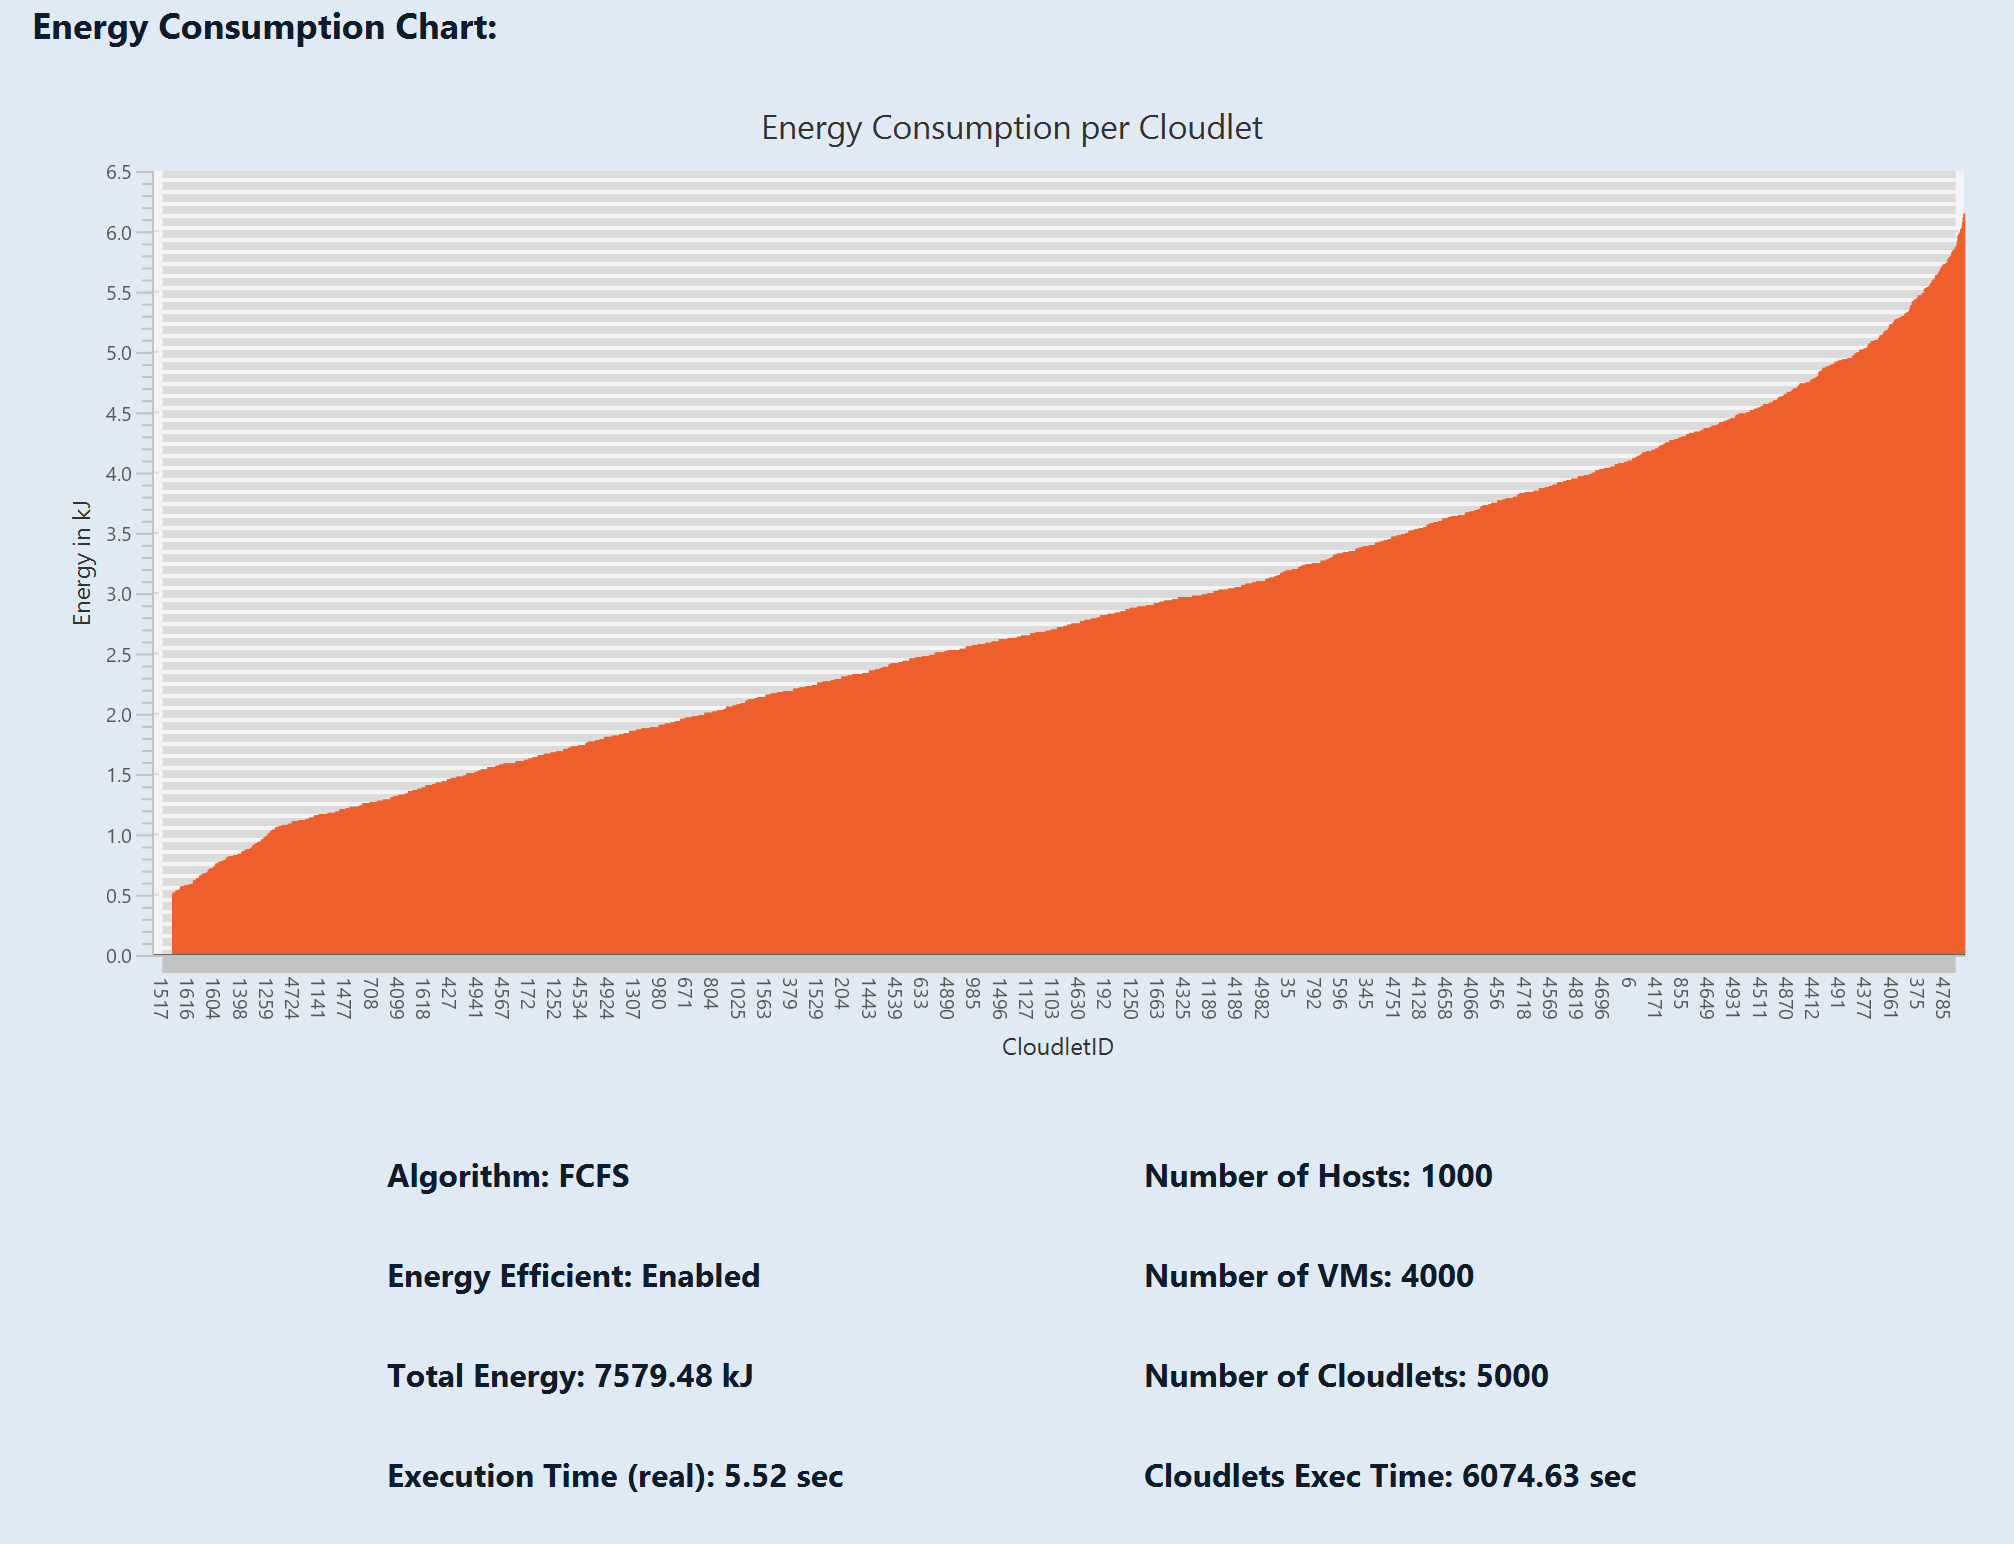 Energy Consumption Chart:
Energy Consumption per Cloudlet
6.5
6.0
5.5
5.0
4.5
4.0
3.5
3.0
2.5
2.0
1.5
1.0
0.5
0.0
Energy in kJ
1517 1616 1604 1398 1259 4724 1141 1477 708 4099 1618 427 4941 4567 172 1252 4534 4924 1307 980 671 804 1025 1563 379 1529 204 1443 4539 633 4890 985 1496 1127 1103 4630 192 1250 1663 4325 1189 4189 4982 35 792 596 345 4751 4128 4658 4066 456 4718 4569 4819 4696 6 4171 855 4649 4931 4511 4870 4412 491 4377 4061 375 4785
CloudletID
Algorithm: FCFS
Number of Hosts: 1000
Energy Efficient: Enabled
Number of VMs: 4000
Total Energy: 7579.48 kJ
Number of Cloudlets: 5000
Execution Time (real): 5.52 sec
Cloudlets Exec Time: 6074.63 sec